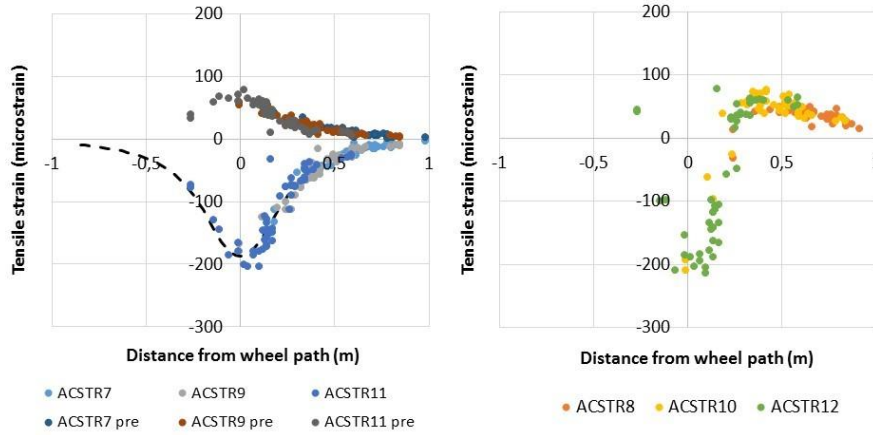 200
100
0
-100
-200
-300
-1
-0,5
0
0,5
1
Tensile strain (microstrain)
Distance from wheel path (m)
ACSTR7
ACSTR9
ACSTR11
ACSTR7 pre
ACSTR9 pre
ACSTR11 pre
200
100
0
-100
-200
-300
-1
-0,5
0
0,5
Tensile strain (microstrain)
Distance from wheel path (m)
ACSTR8
ACSTR10
ACSTR12